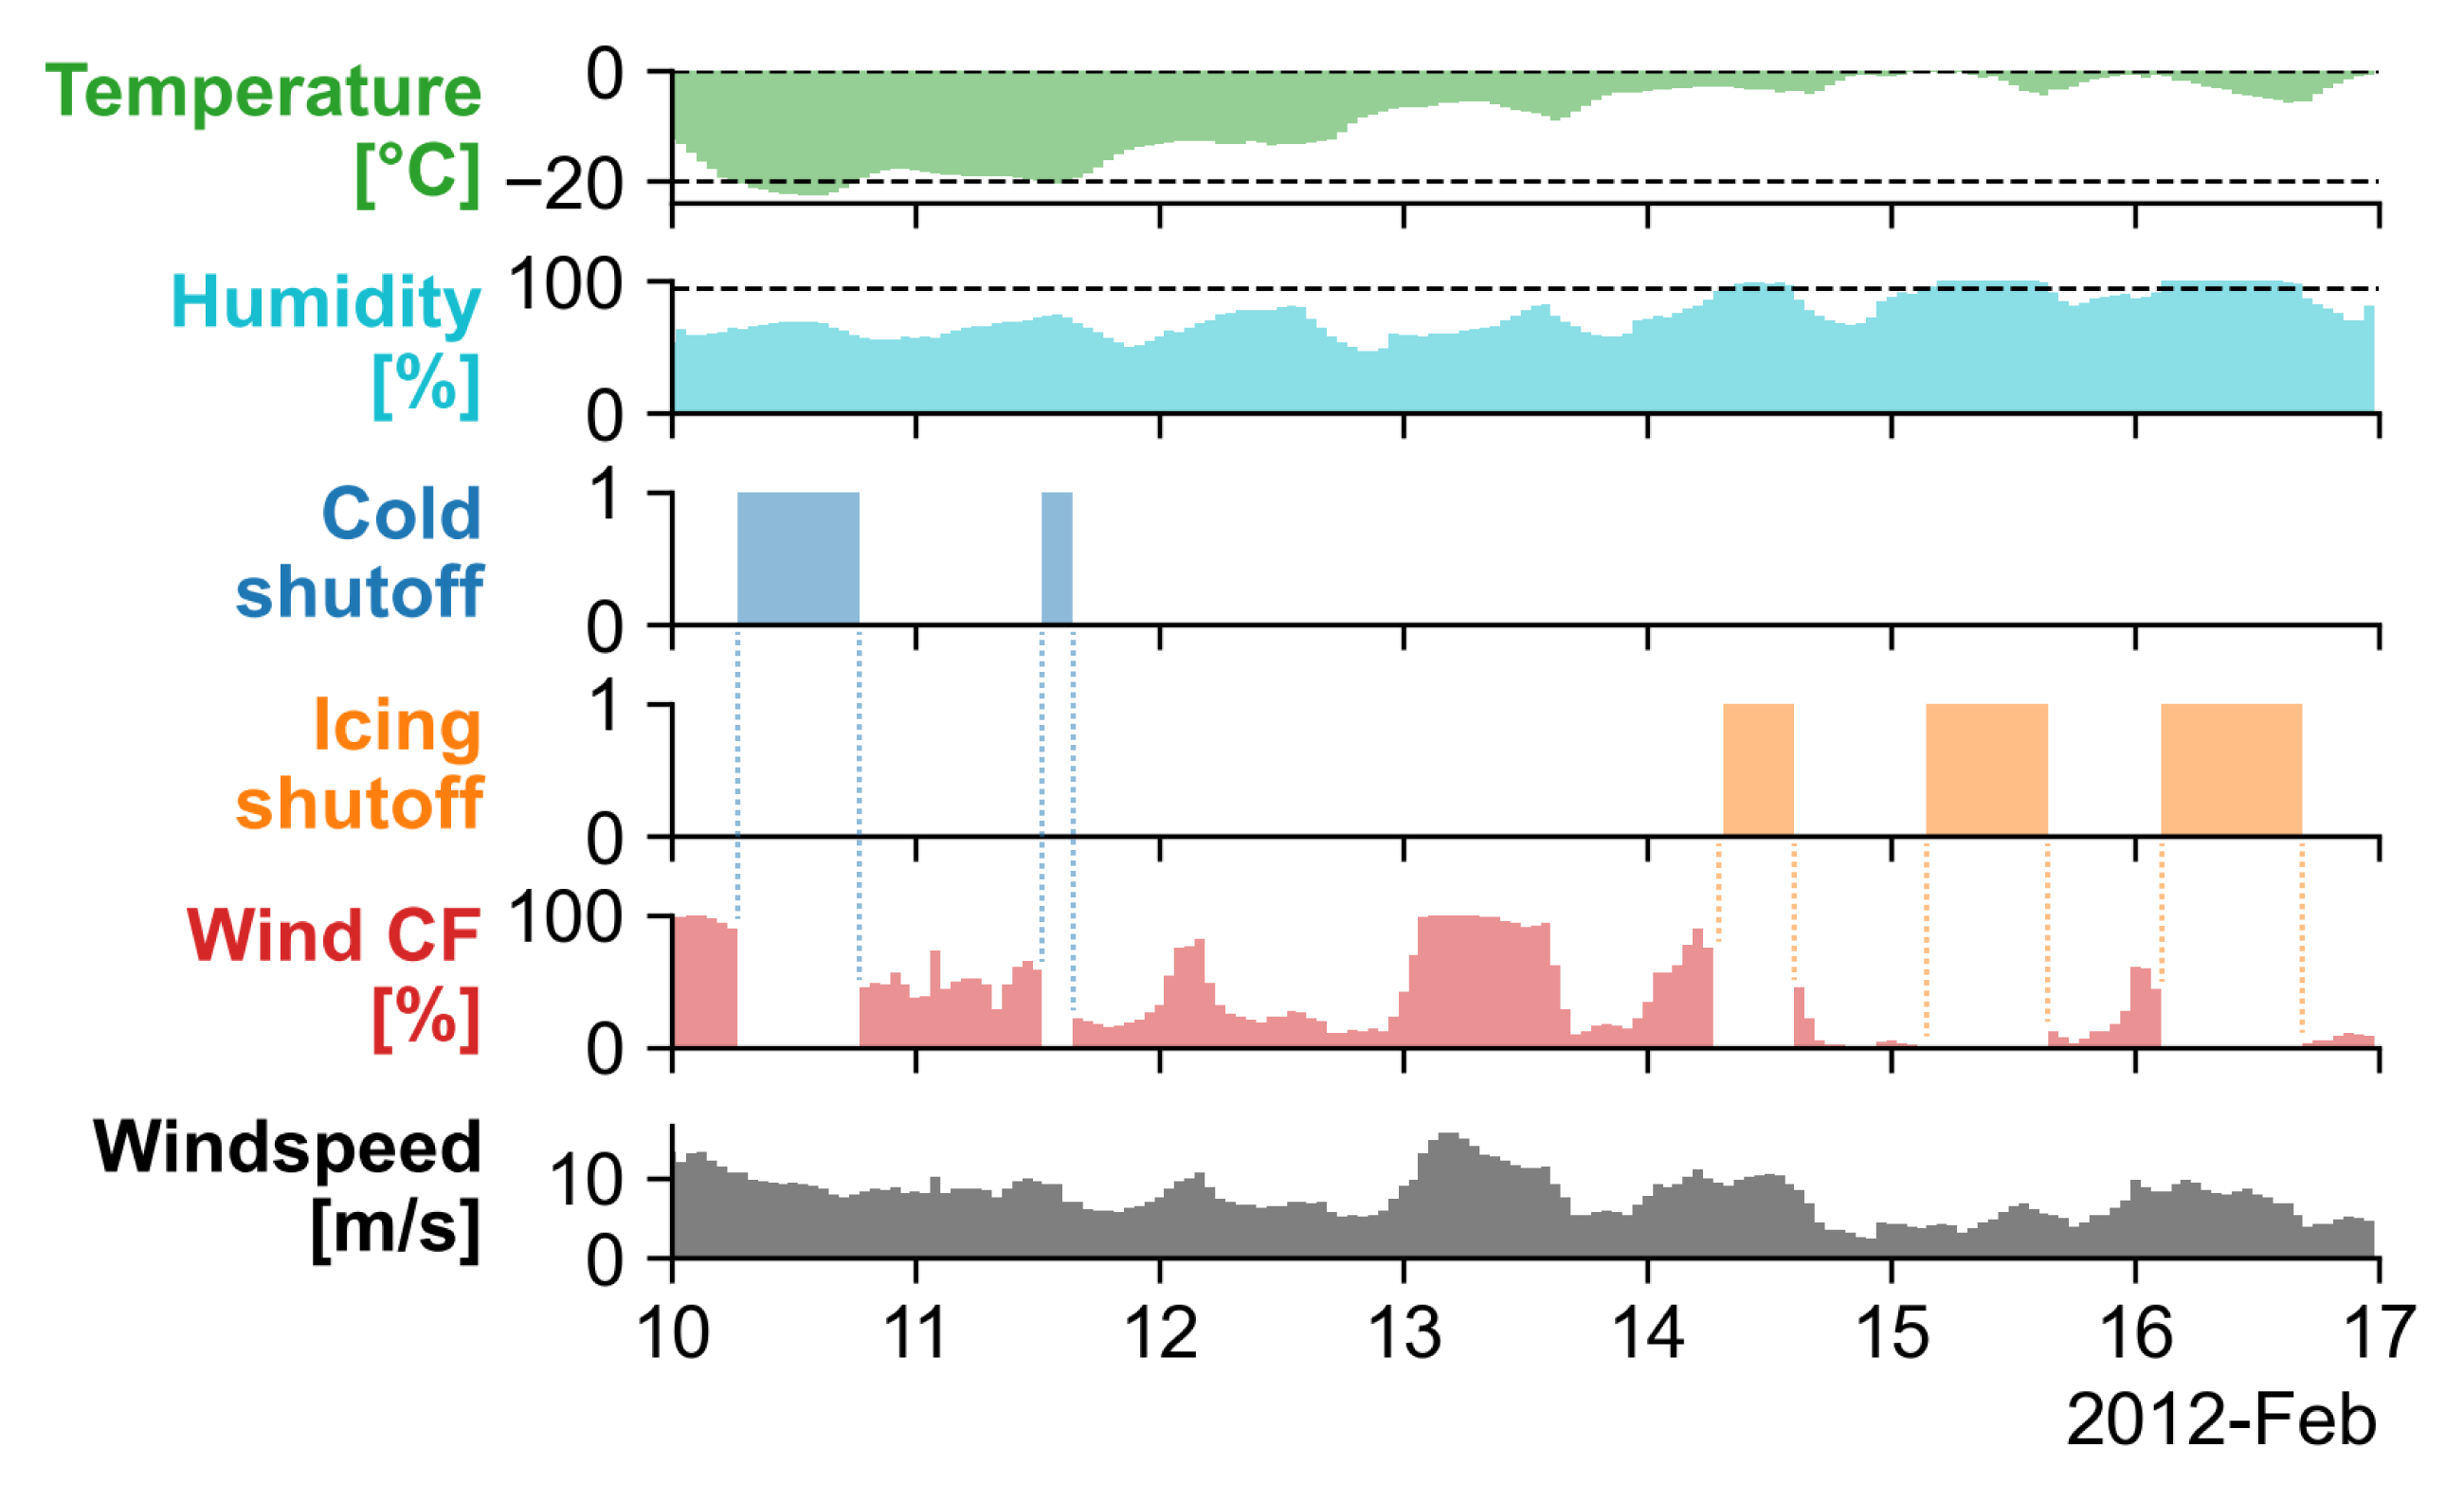 Temperature
[°C]
0
−20
Humidity
[%]
100
0
Cold
shutoff
1
0
Icing
shutoff
1
0
Wind CF
[%]
100
0
Windspeed
[m/s]
10
0
10 11 12 13 14 15 16 17
2012-Feb